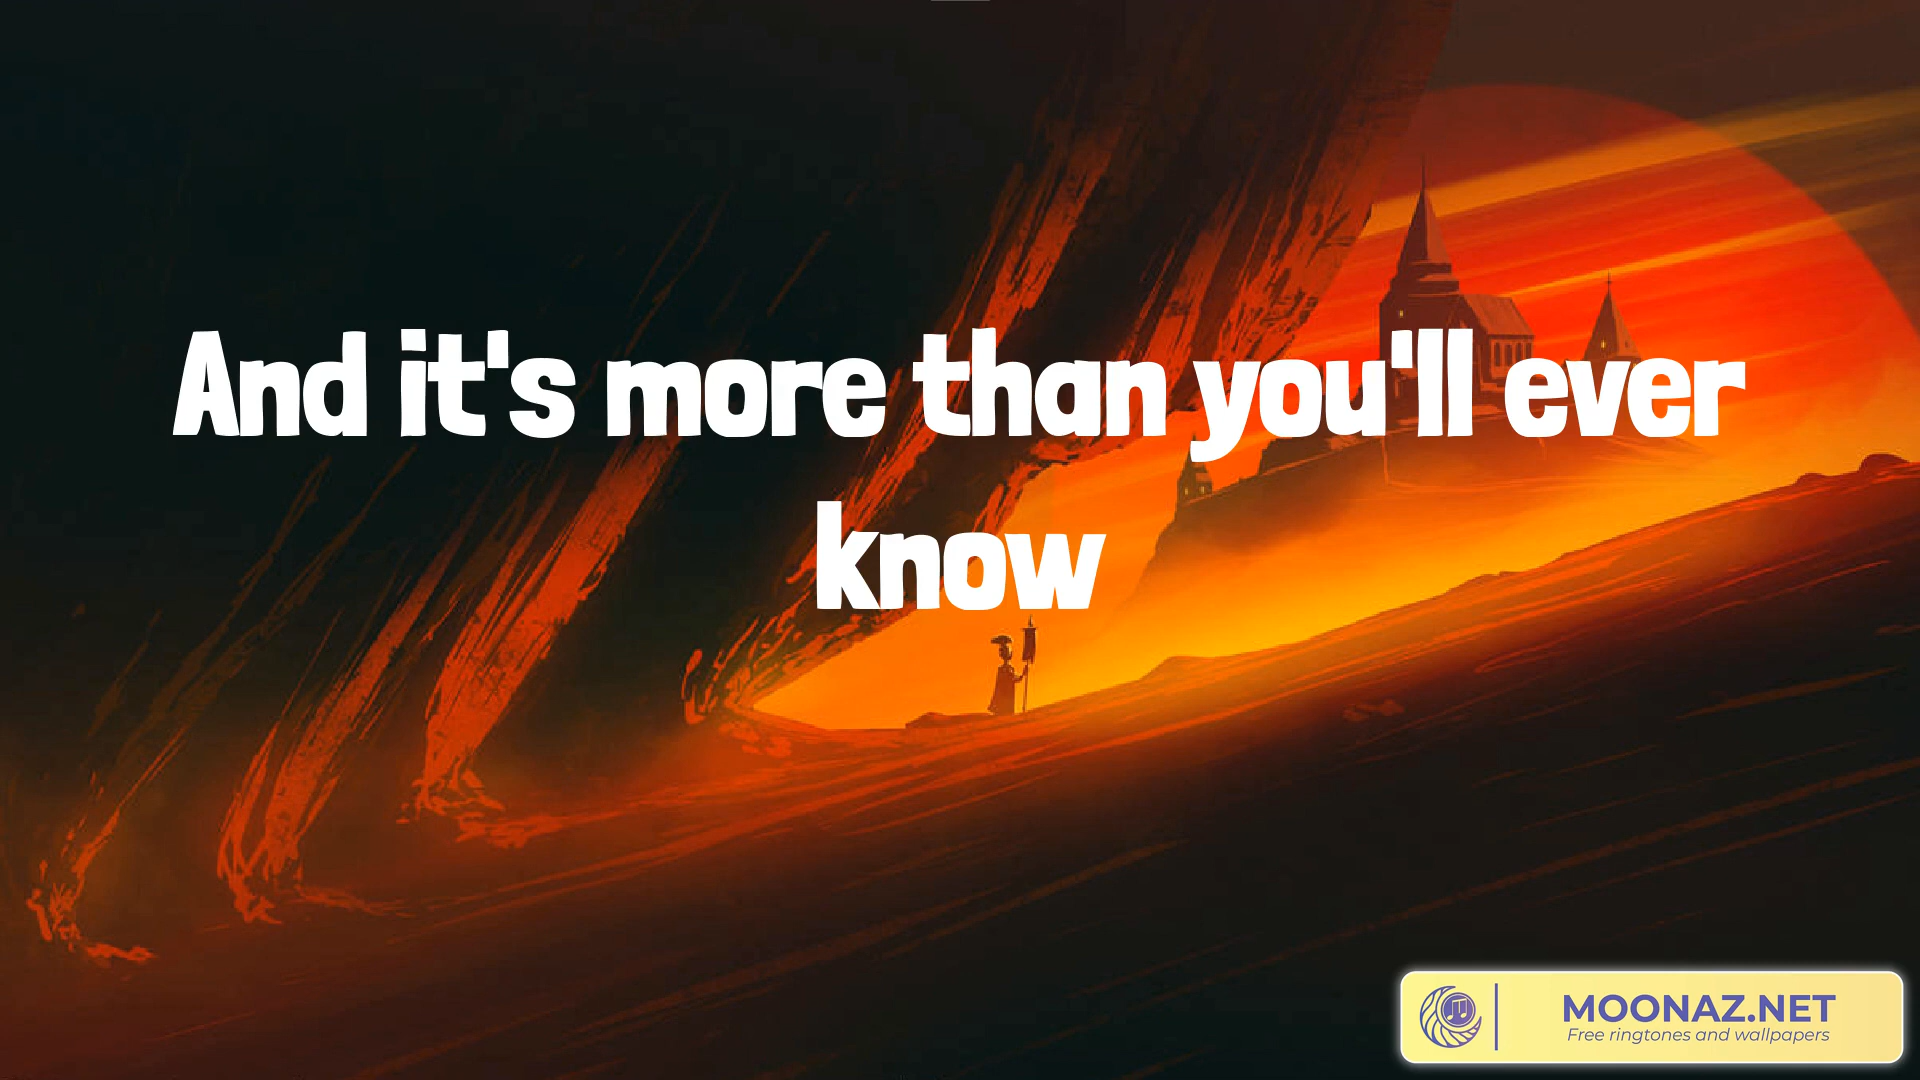 And it's more than you'll ever
know
MOONAZ.NET
Free ringtones and wallpapers